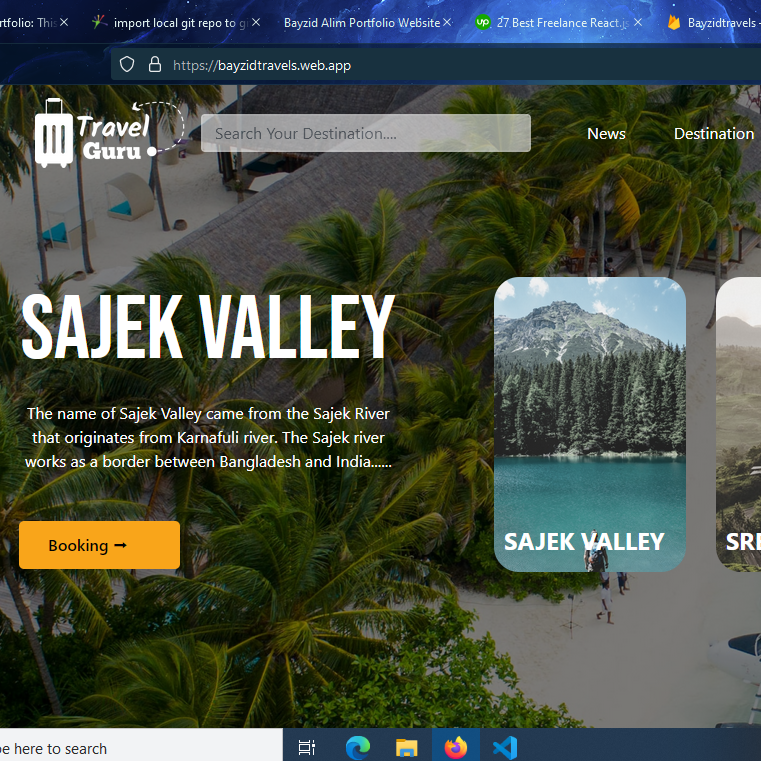 rtfolio: This
import local git repo to gi
Bayzid Alim Portfolio Website
up 27 Best Freelance React.js
Bayzidtravels -
https://bayzidtravels.web.app
Travel
Guru
Search Your Destination....
News
Destination
SAJEK VALLEY
The name of Sajek Valley came from the Sajek River
that originates from Karnafuli river. The Sajek river
works as a border between Bangladesh and India......
Booking ➞
SAJEK VALLEY
SRE
pe here to search